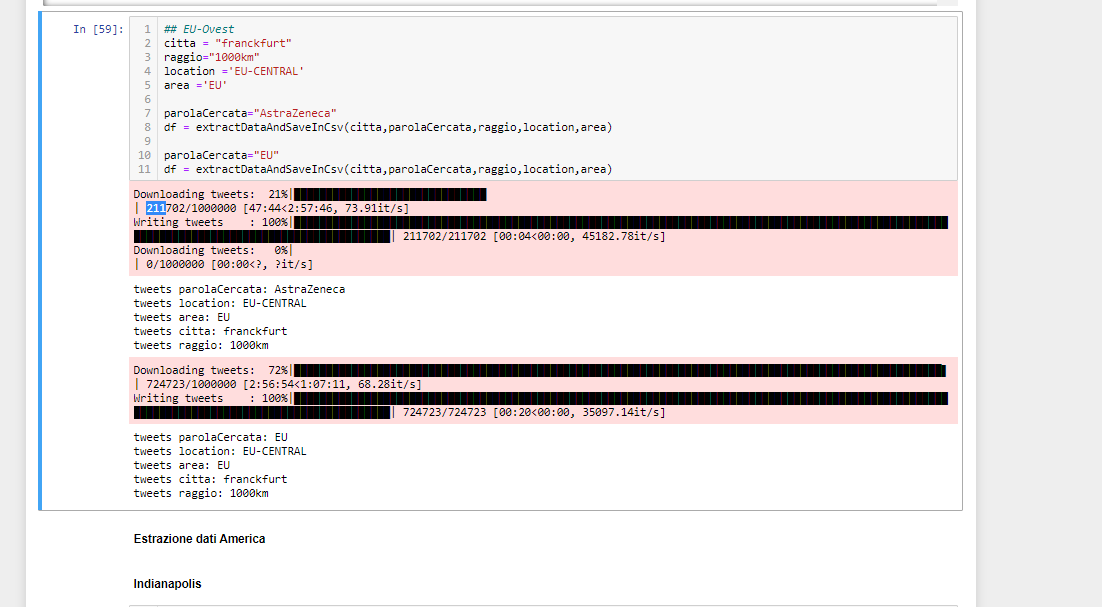 In [59]:
1 ## EU-Ovest
2 citta = "franckfurt"
3 raggio="1000km"
4 location ='EU-CENTRAL'
5 area ='EU'
6
7 parolaCercata="AstraZeneca"
8 df = extractDataAndSaveInCsv(citta,parolaCercata,raggio,location,area)
9
10 parolaCercata="EU"
11 df = extractDataAndSaveInCsv(citta,parolaCercata,raggio,location,area)
Downloading tweets:  21%|
| 211702/1000000 [47:44<2:57:46, 73.91it/s]
Writing tweets    : 100%|
| 211702/211702 [00:04<00:00, 45182.78it/s]
Downloading tweets:   0%|
| 0/1000000 [00:00<?, ?it/s]
tweets parolaCercata: AstraZeneca
tweets location: EU-CENTRAL
tweets area: EU
tweets citta: franckfurt
tweets raggio: 1000km
Downloading tweets:  72%|
| 724723/1000000 [2:56:54<1:07:11, 68.28it/s]
Writing tweets    : 100%|
| 724723/724723 [00:20<00:00, 35097.14it/s]
tweets parolaCercata: EU
tweets location: EU-CENTRAL
tweets area: EU
tweets citta: franckfurt
tweets raggio: 1000km
Estrazione dati America
Indianapolis